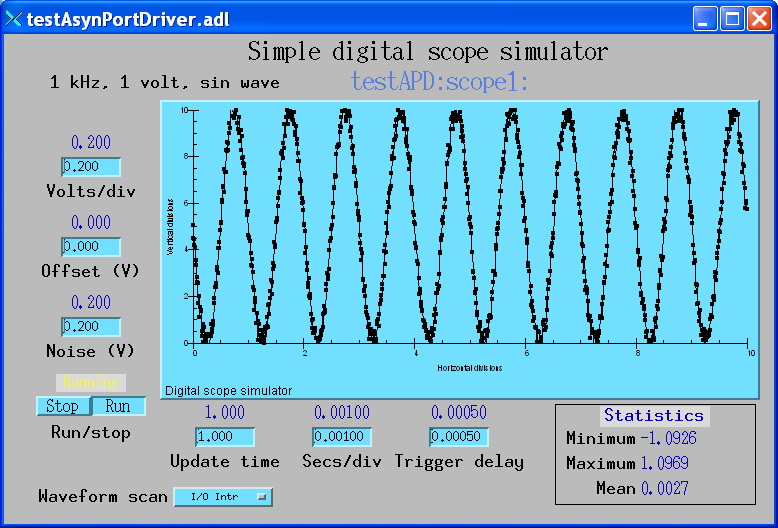 testAsynPortDriver.adl
Simple digital scope simulator
1 kHz, 1 volt, sin wave
testAPD:scope1:
0.200
0.200
Volts/div
0.000
0.000
Offset (V)
0.200
0.200
Noise (V)
Running
Stop Run
Run/stop
Vertical divisions
10
8
6
4
2
0
0 2 4 6 8 10
Horizontal divisions
Digital scope simulator
1.000
1.000
Update time
0.00100
0.00100
Secs/div
0.00050
0.00050
Trigger delay
Statistics
Minimum -1.0926
Maximum 1.0969
Mean 0.0027
Waveform scan I/O Intr